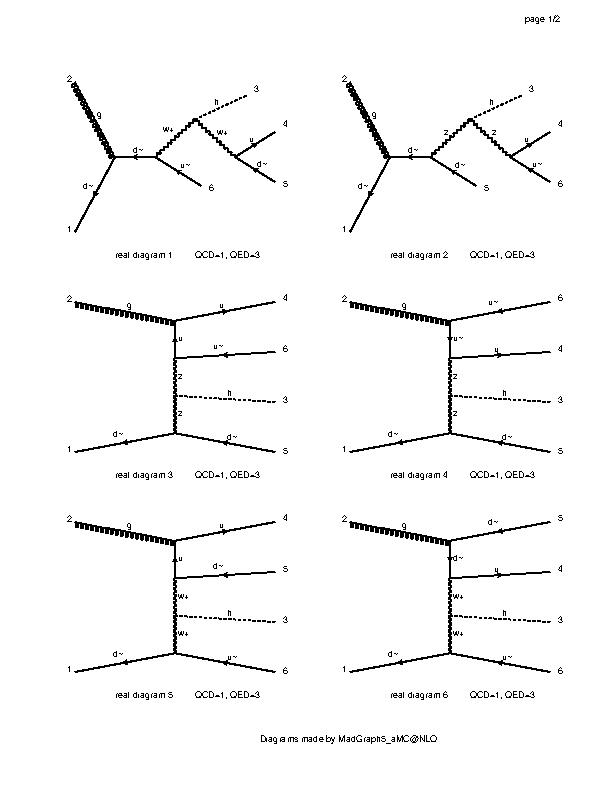 page 1/2
2 g d~ 1 d~ w+ h 3 w+ u 4 d~ 5 u~ 6
real diagram 1 QCD=1, QED=3
2 g d~ 1 d~ z h 3 z u 4 u~ 6 d~ 5
real diagram 2 QCD=1, QED=3
2 g u 4 u u~ 6 z h 3 z d~ 1 d~ 5
real diagram 3 QCD=1, QED=3
2 g u~ 6 u~ u 4 z h 3 z d~ 1 d~ 5
real diagram 4 QCD=1, QED=3
2 g u 4 u d~ 5 w+ h 3 w+ d~ 1 u~ 6
real diagram 5 QCD=1, QED=3
2 g d~ 5 d~ u 4 w+ h 3 w+ d~ 1 u~ 6
real diagram 6 QCD=1, QED=3
Diagrams made by MadGraph5_aMC@NLO